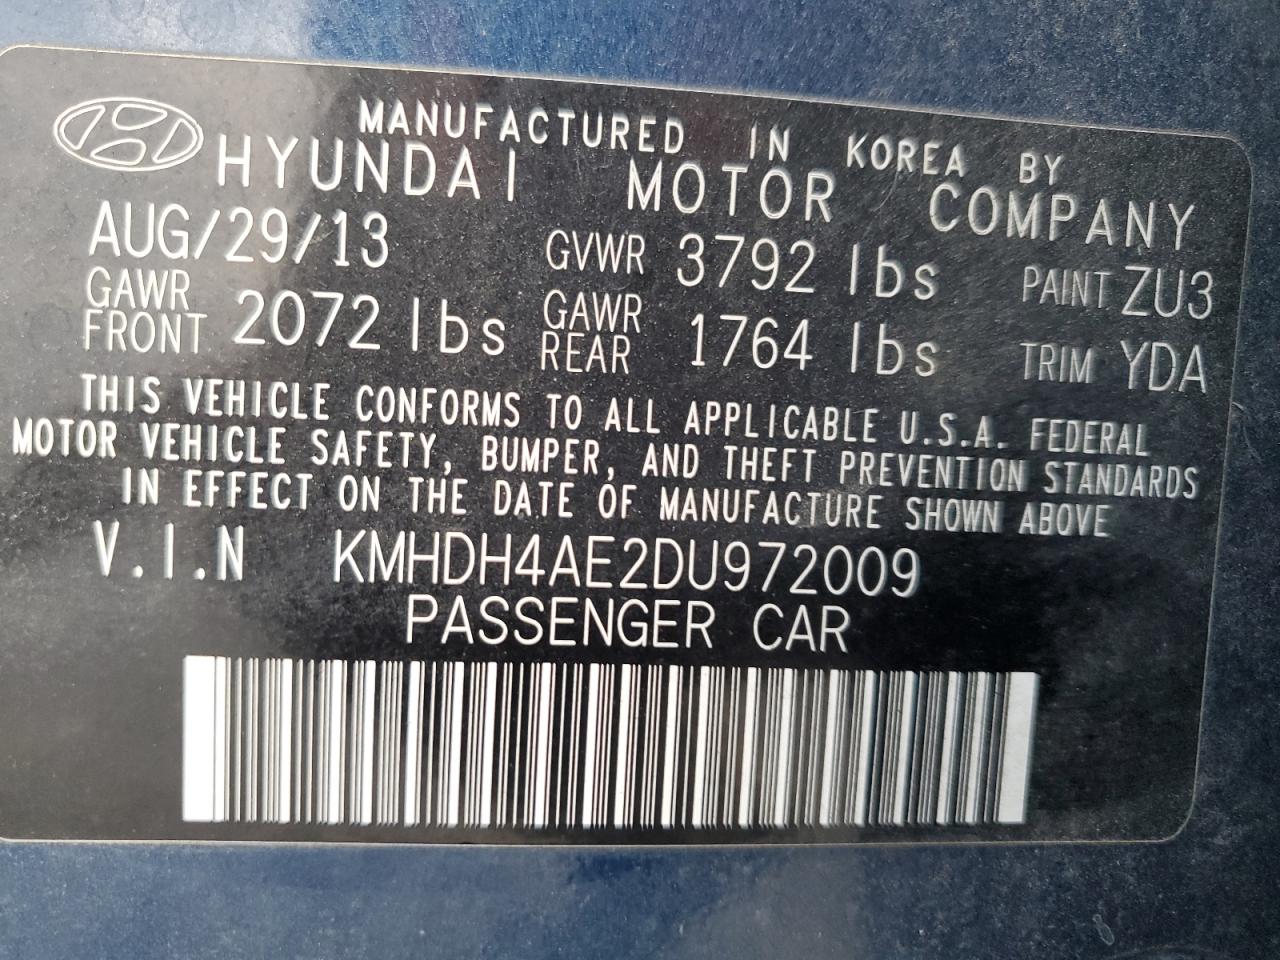 MANUFACTURED IN KOREA BY
HYUNDAI MOTOR COMPANY
AUG/29/13 GVWR 3792 lbs PAINT ZU3
GAWR FRONT 2072 lbs GAWR REAR 1764 lbs TRIM YDA
THIS VEHICLE CONFORMS TO ALL APPLICABLE U.S.A. FEDERAL
MOTOR VEHICLE SAFETY, BUMPER, AND THEFT PREVENTION STANDARDS
IN EFFECT ON THE DATE OF MANUFACTURE SHOWN ABOVE
V.I.N KMHDH4AE2DU972009
PASSENGER CAR